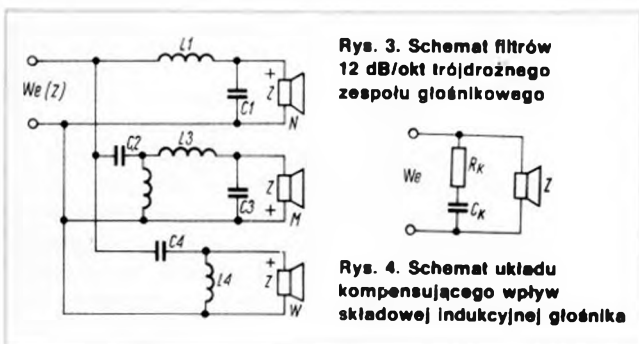 Rys. 3. Schemat filtrów
12 dB/okt trójdrożnego
zespołu głośnikowego
We (Z)
L1
C1
+
Z
N
C2
L3
C3
Z
+
M
C4
L4
+
Z
W
We
RK
CK
Z
Rys. 4. Schemat układu
kompensującego wpływ
składowej indukcyjnej głośnika